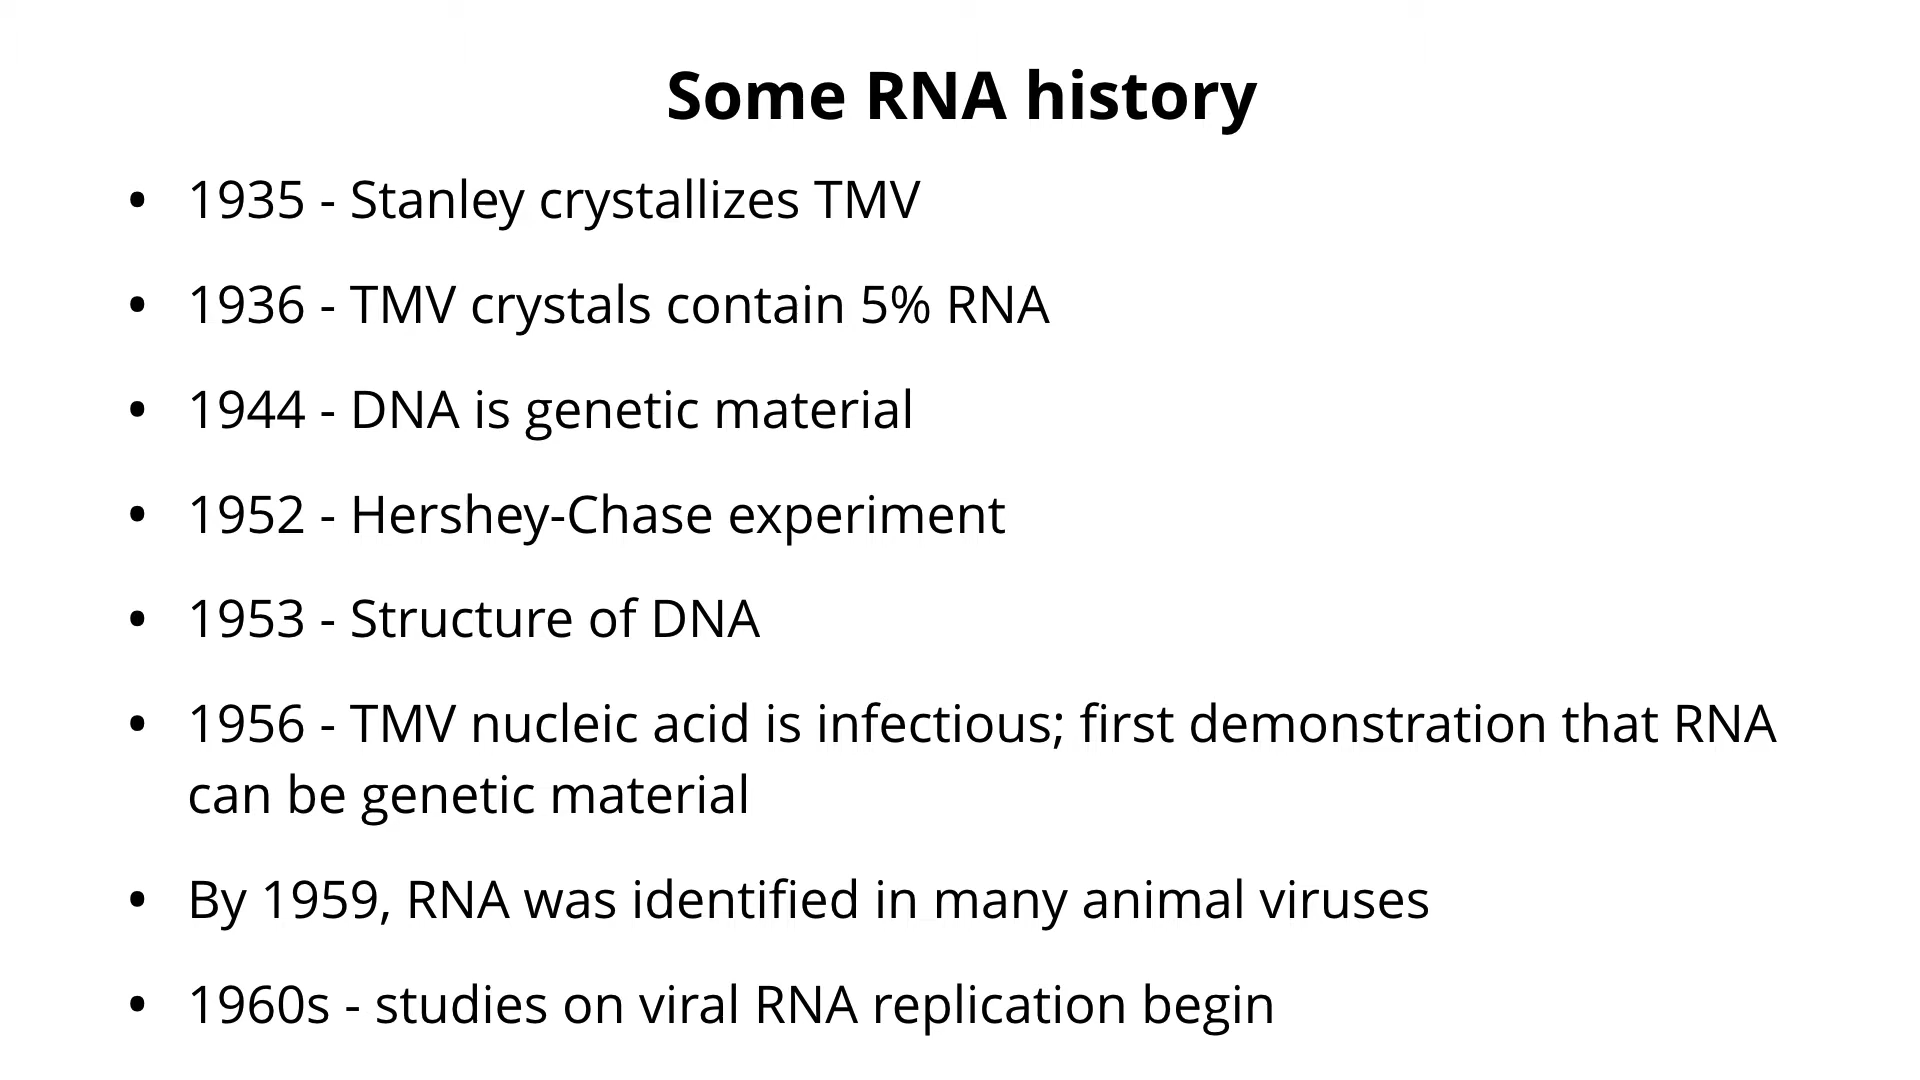 Some RNA history
• 1935 - Stanley crystallizes TMV
• 1936 - TMV crystals contain 5% RNA
• 1944 - DNA is genetic material
• 1952 - Hershey-Chase experiment
• 1953 - Structure of DNA
• 1956 - TMV nucleic acid is infectious; first demonstration that RNA
can be genetic material
• By 1959, RNA was identified in many animal viruses
• 1960s - studies on viral RNA replication begin